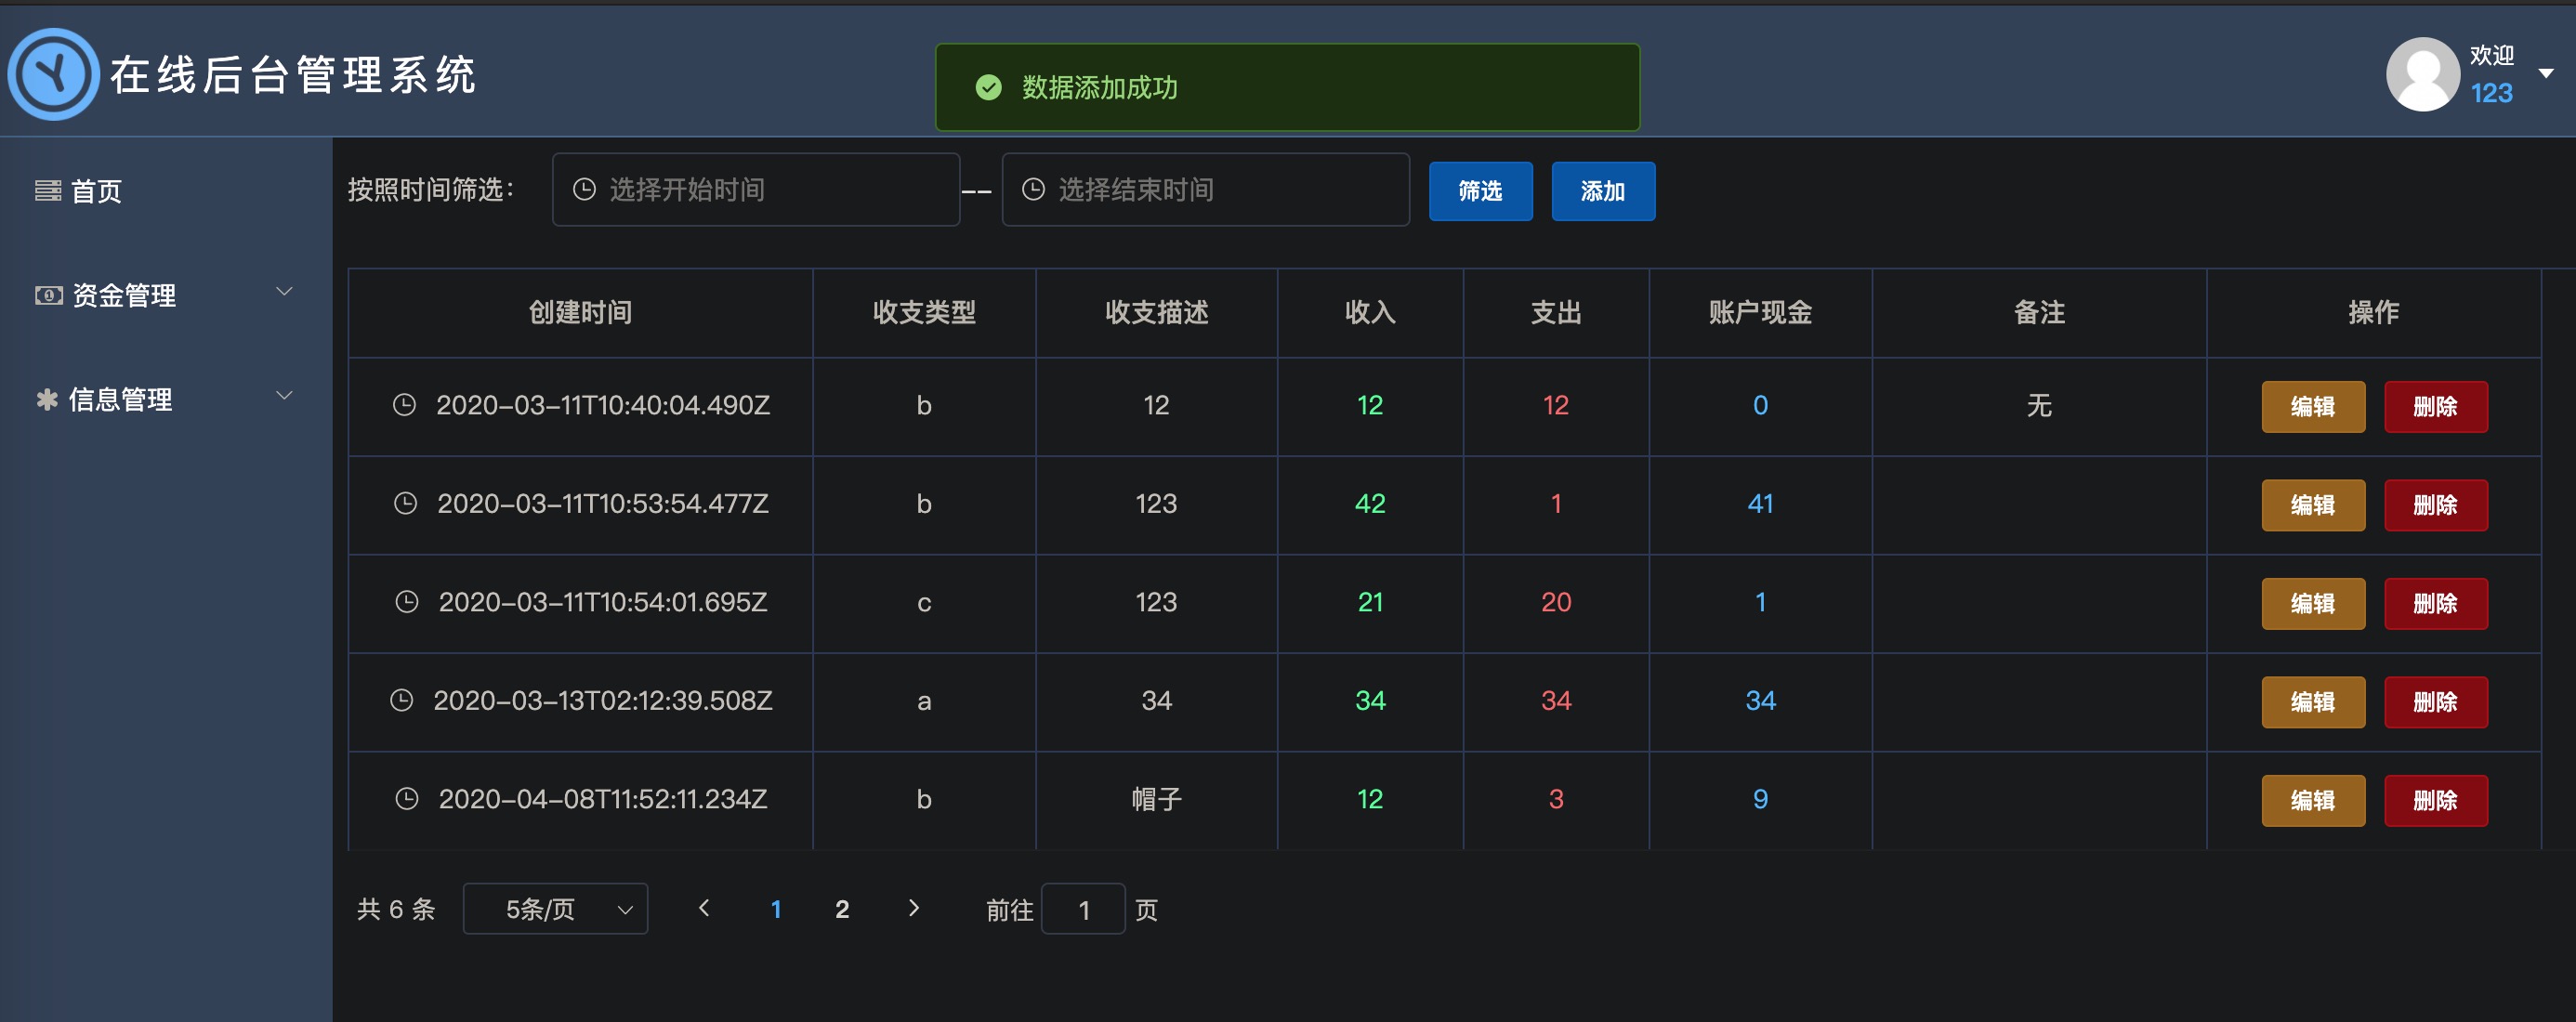 在线后台管理系统
数据添加成功
欢迎
123
首页
资金管理
信息管理
按照时间筛选：
选择开始时间
--
选择结束时间
筛选
添加
创建时间 收支类型 收支描述 收入 支出 账户现金 备注 操作
2020-03-11T10:40:04.490Z b 12 12 12 0 无 编辑 删除
2020-03-11T10:53:54.477Z b 123 42 1 41 编辑 删除
2020-03-11T10:54:01.695Z c 123 21 20 1 编辑 删除
2020-03-13T02:12:39.508Z a 34 34 34 34 编辑 删除
2020-04-08T11:52:11.234Z b 帽子 12 3 9 编辑 删除
共 6 条 5条/页 1 2 前往 1 页